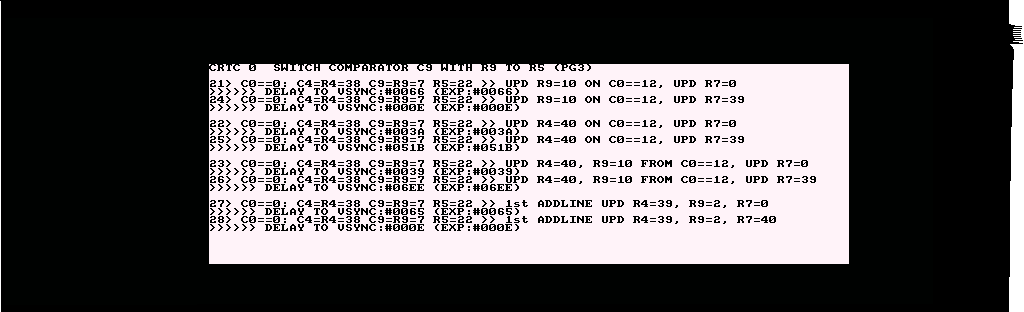 CRTC 0  SWITCH COMPARATOR C9 WITH R9 TO R5 (PG3)
21> C0==0: C4=R4=38 C9=R9=7 R5=22 >> UPD R9=10 ON C0==12, UPD R7=0
>>>>>> DELAY TO VSYNC:#0066 (EXP:#0066)
24> C0==0: C4=R4=38 C9=R9=7 R5=22 >> UPD R9=10 ON C0==12, UPD R7=39
>>>>>> DELAY TO VSYNC:#000E (EXP:#000E)
22> C0==0: C4=R4=38 C9=R9=7 R5=22 >> UPD R4=40 ON C0==12, UPD R7=0
>>>>>> DELAY TO VSYNC:#003A (EXP:#003A)
25> C0==0: C4=R4=38 C9=R9=7 R5=22 >> UPD R4=40 ON C0==12, UPD R7=39
>>>>>> DELAY TO VSYNC:#051B (EXP:#051B)
23> C0==0: C4=R4=38 C9=R9=7 R5=22 >> UPD R4=40, R9=10 FROM C0==12, UPD R7=0
>>>>>> DELAY TO VSYNC:#0039 (EXP:#0039)
26> C0==0: C4=R4=38 C9=R9=7 R5=22 >> UPD R4=40, R9=10 FROM C0==12, UPD R7=39
>>>>>> DELAY TO VSYNC:#06EE (EXP:#06EE)
27> C0==0: C4=R4=38 C9=R9=7 R5=22 >> 1st ADDLINE UPD R4=39, R9=2, R7=0
>>>>>> DELAY TO VSYNC:#0065 (EXP:#0065)
28> C0==0: C4=R4=38 C9=R9=7 R5=22 >> 1st ADDLINE UPD R4=39, R9=2, R7=40
>>>>>> DELAY TO VSYNC:#000E (EXP:#000E)